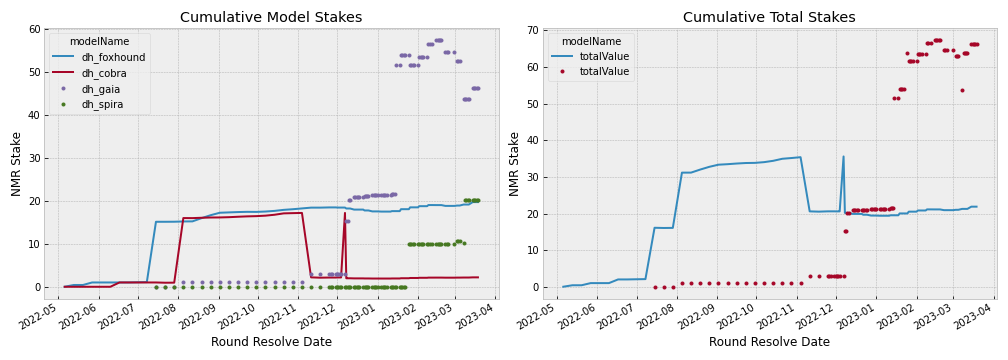 Cumulative Model Stakes
60
50
40
30
20
10
0
NMR Stake
modelName
dh_foxhound
dh_cobra
dh_gaia
dh_spira
2022-05
2022-06
2022-07
2022-08
2022-09
2022-10
2022-11
2022-12
2023-01
2023-02
2023-03
2023-04
Round Resolve Date
Cumulative Total Stakes
70
60
50
40
30
20
10
0
NMR Stake
modelName
totalValue
totalValue
2022-05
2022-06
2022-07
2022-08
2022-09
2022-10
2022-11
2022-12
2023-01
2023-02
2023-03
2023-04
Round Resolve Date